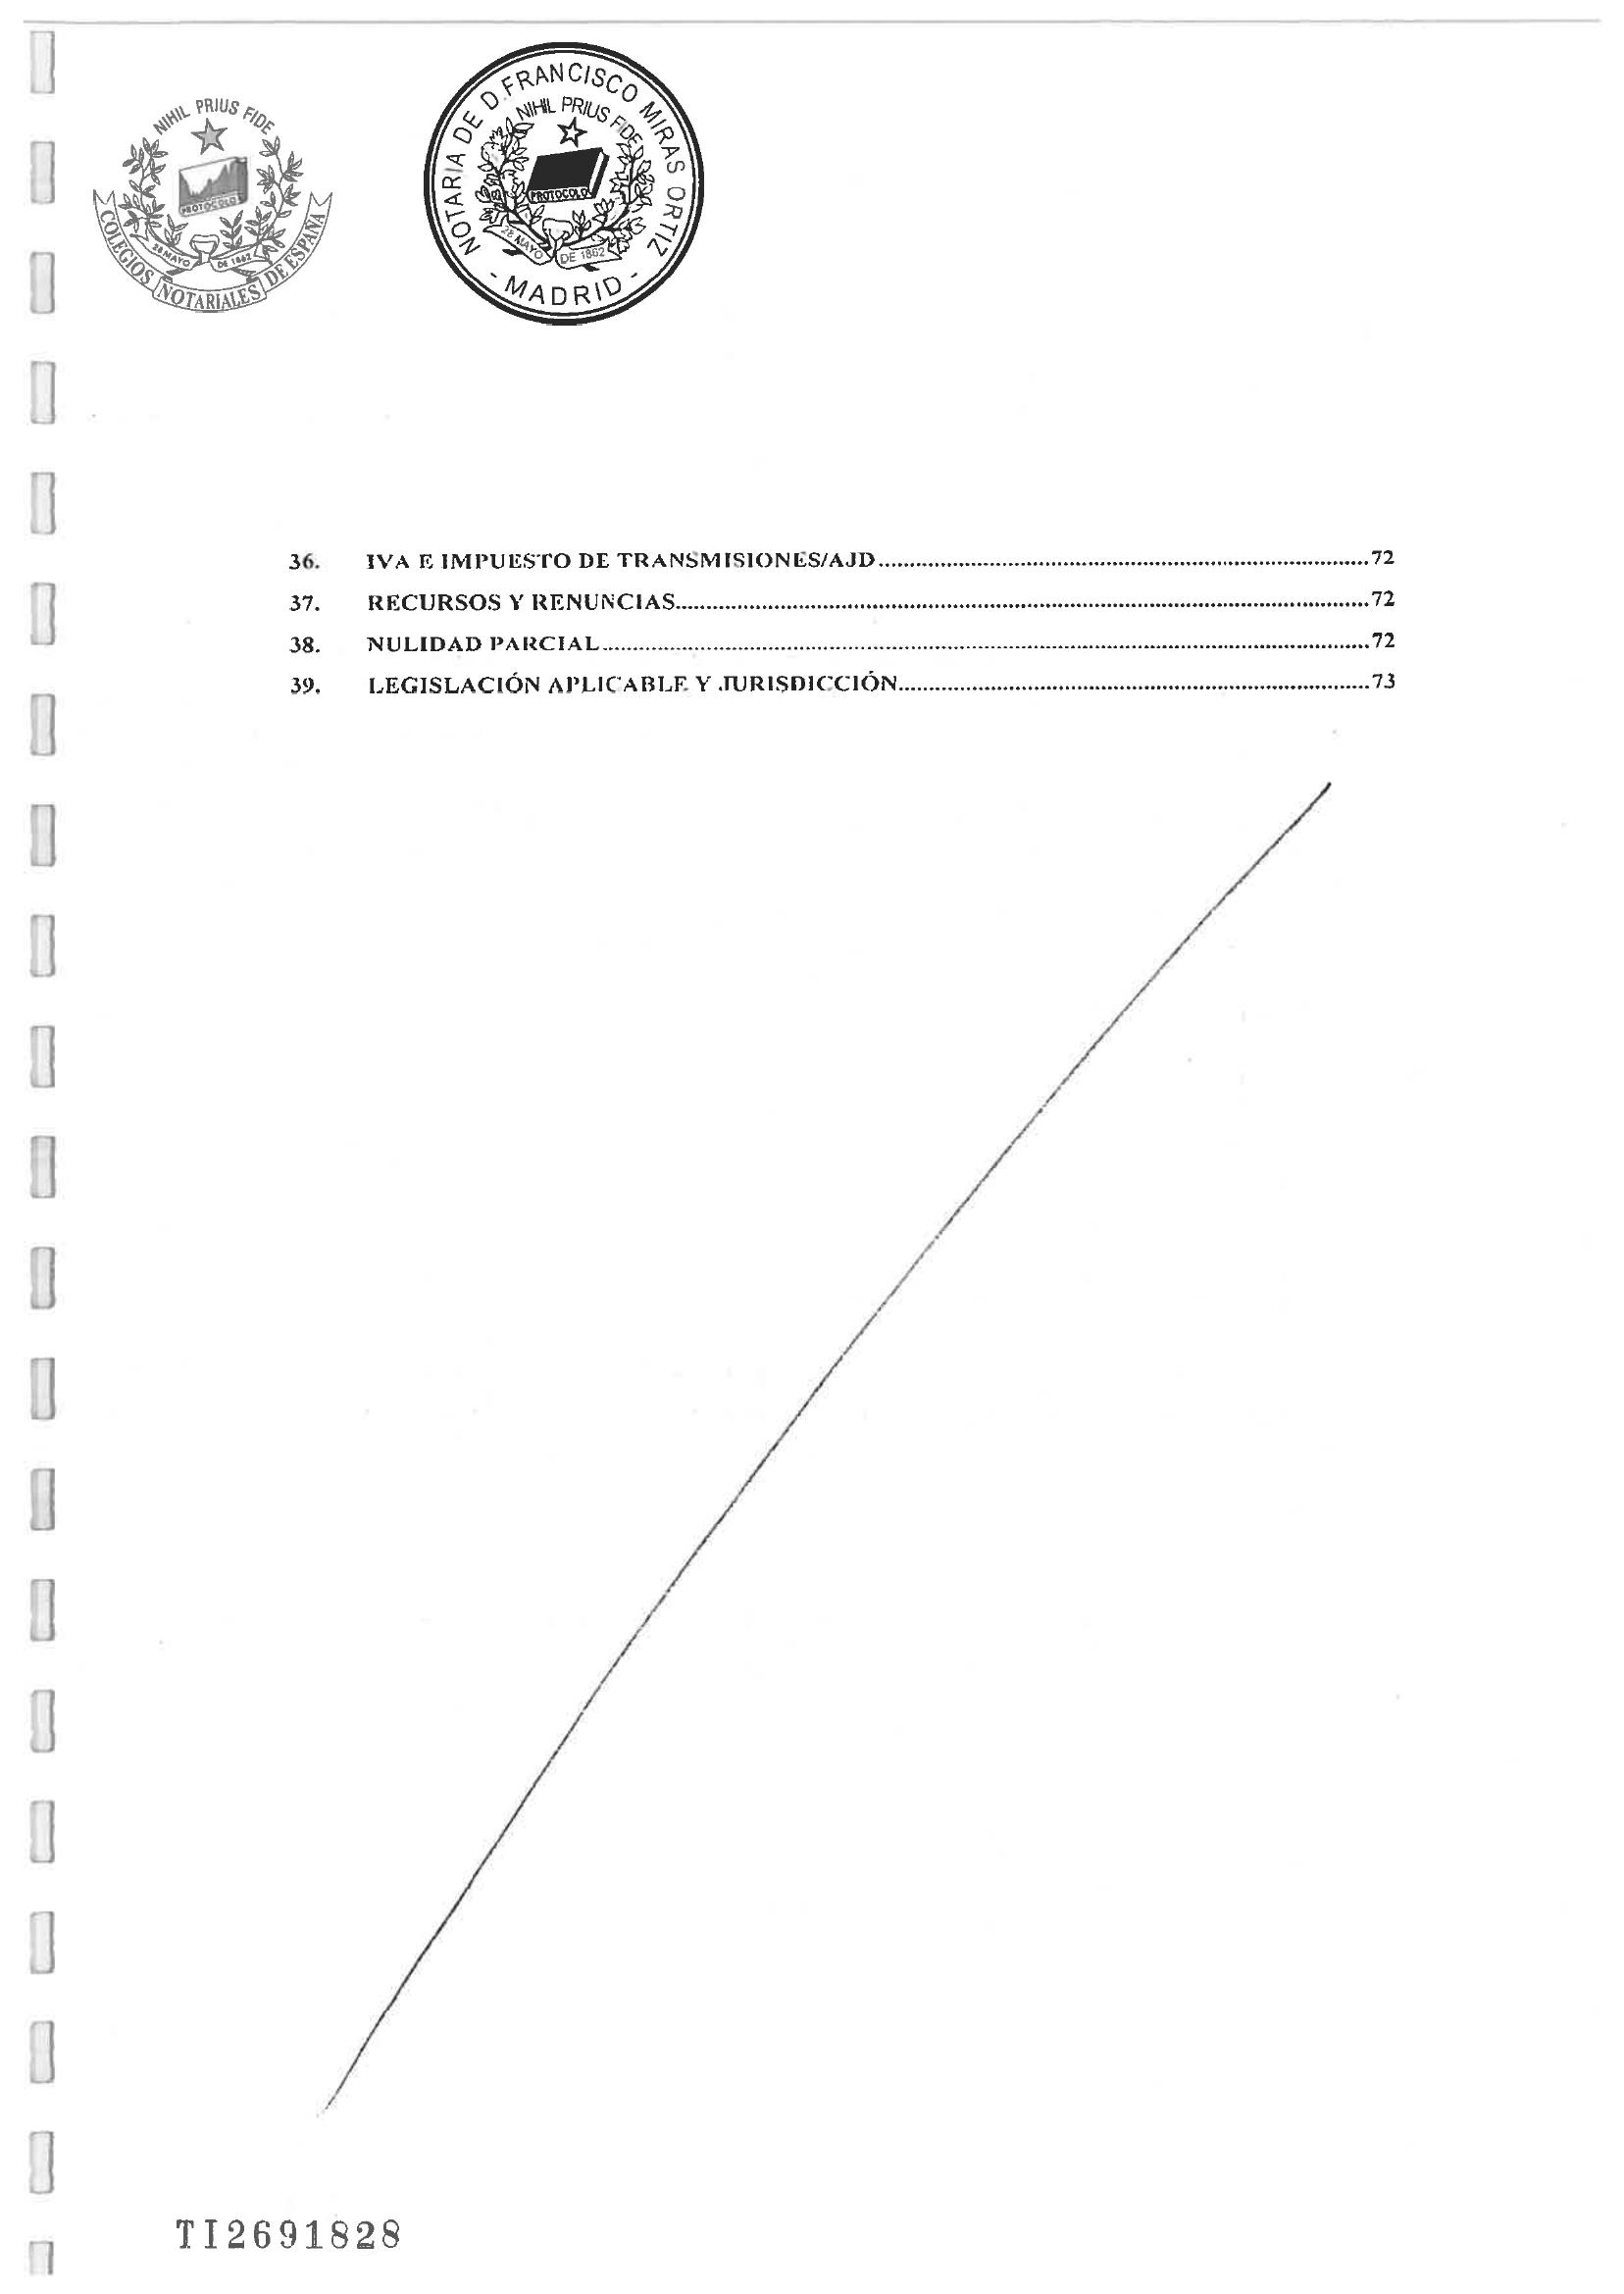 NIHIL PRIUS FIDE
PROTOCOLO
28 MAYO DE 1862
COLEGIOS NOTARIALES DE ESPAÑA
NOTARIA DE D. FRANCISCO MIRAS ORTIZ
NIHIL PRIUS FIDE
PROTOCOLO
28 MAYO DE 1862
- MADRID -
36. IVA E IMPUESTO DE TRANSMISIONES/AJD 72
37. RECURSOS Y RENUNCIAS 72
38. NULIDAD PARCIAL 72
39. LEGISLACIÓN APLICABLE Y JURISDICCIÓN 73
TI2691828